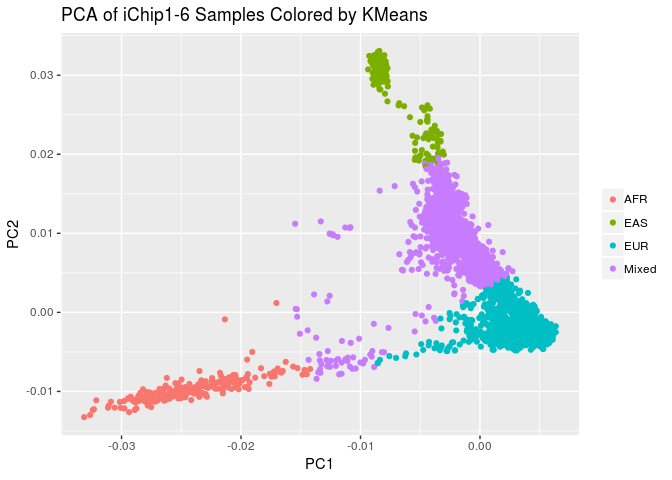 PCA of iChip1-6 Samples Colored by KMeans
PC2
0.03
0.02
0.01
0.00
-0.01
-0.03
-0.02
-0.01
0.00
PC1
AFR
EAS
EUR
Mixed